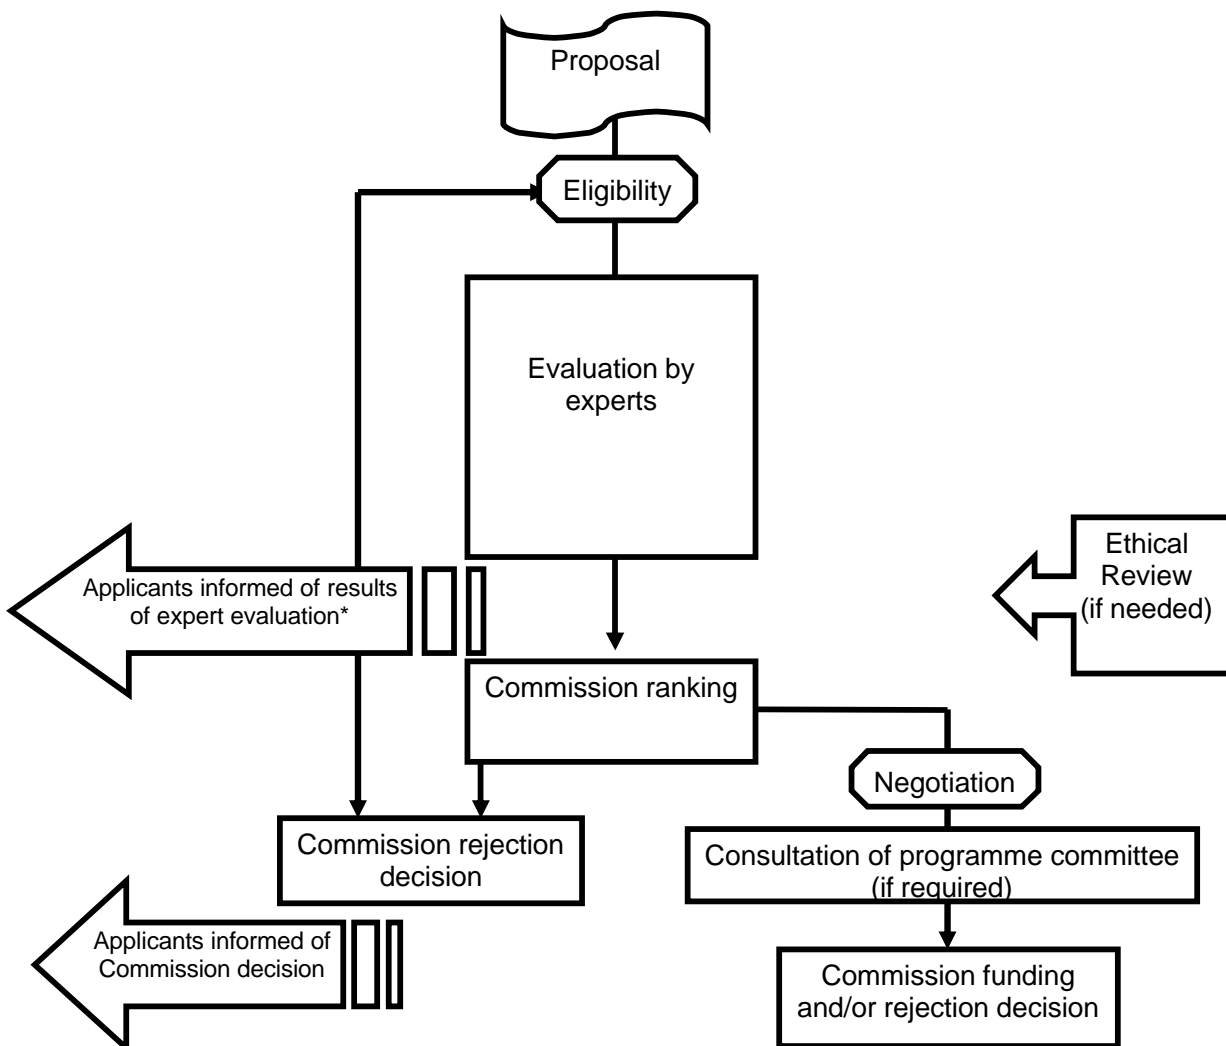 Proposal
Eligibility
Evaluation by
experts
Ethical
Review
(if needed)
Applicants informed of results
of expert evaluation*
Commission ranking
Negotiation
Commission rejection
decision
Consultation of programme committee
(if required)
Applicants informed of
Commission decision
Commission funding
and/or rejection decision